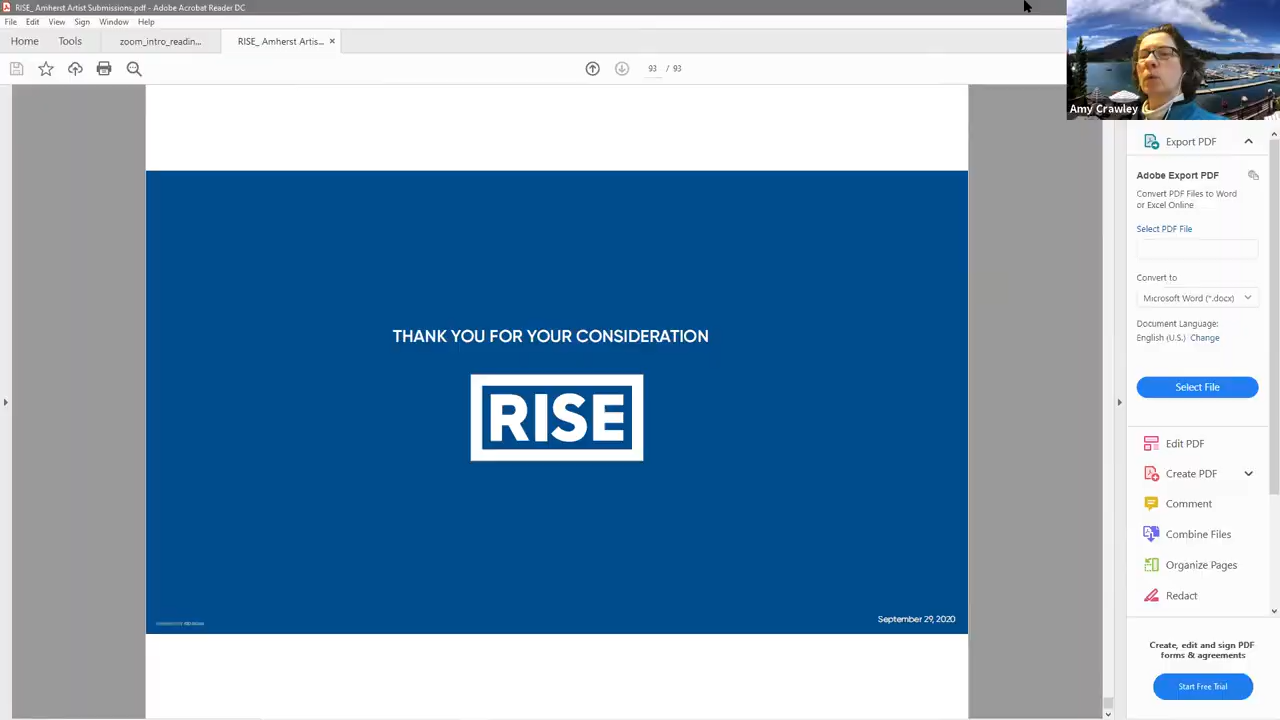 RISE_ Amherst Artist Submissions.pdf - Adobe Acrobat Reader DC
File Edit View Sign Window Help
Home Tools zoom_intro_readin... RISE_ Amherst Artis... ×
93 / 93
Amy Crawley
Export PDF
Adobe Export PDF
Convert PDF Files to Word
or Excel Online
Select PDF File
Convert to
Microsoft Word (*.docx)
Document Language:
English (U.S.) Change
Select File
Edit PDF
Create PDF
Comment
Combine Files
Organize Pages
Redact
Create, edit and sign PDF
forms & agreements
Start Free Trial
THANK YOU FOR YOUR CONSIDERATION
RISE
September 29, 2020